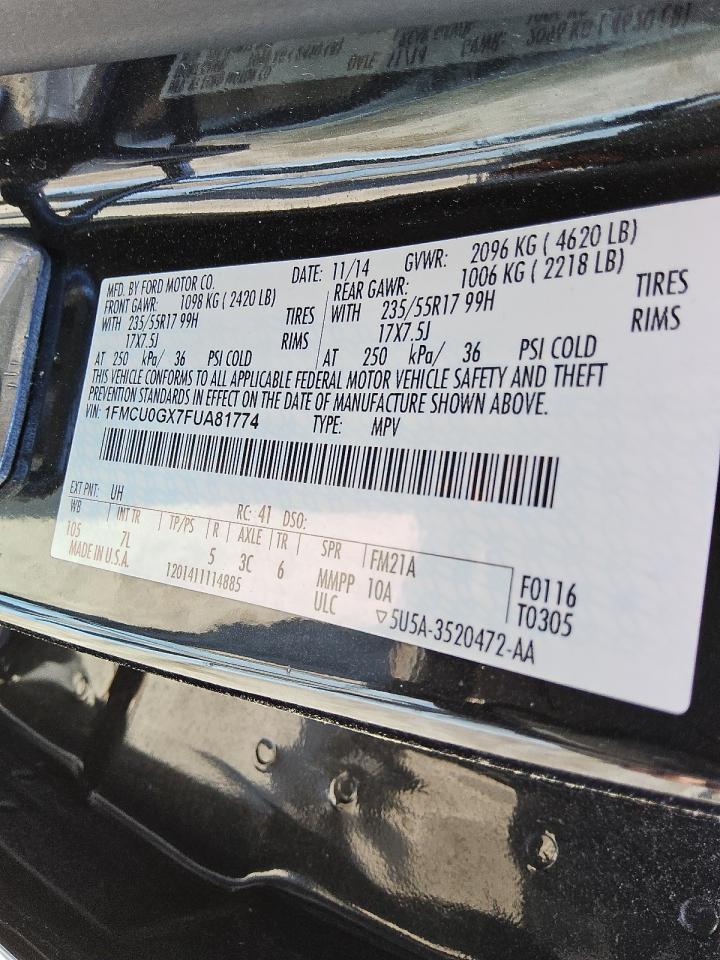 MFD. BY FORD MOTOR CO.
DATE: 11/14 GVWR: 2096 KG ( 4620 LB)
FRONT GAWR: 1098 KG ( 2420 LB) REAR GAWR: 1006 KG ( 2218 LB)
WITH 235/55R17 99H TIRES WITH 235/55R17 99H TIRES
17X7.5J RIMS 17X7.5J RIMS
AT 250 kPa/ 36 PSI COLD AT 250 kPa/ 36 PSI COLD
THIS VEHICLE CONFORMS TO ALL APPLICABLE FEDERAL MOTOR VEHICLE SAFETY AND THEFT
PREVENTION STANDARDS IN EFFECT ON THE DATE OF MANUFACTURE SHOWN ABOVE.
VIN: 1FMCU0GX7FUA81774 TYPE: MPV
EXT PNT: UH RC: 41 DSO:
WB INT TR TP/PS R AXLE TR SPR FM21A F0116
105 7L 5 3C 6 MMPP 10A T0305
MADE IN U.S.A. 1201411114885 ULC ▽5U5A-3520472-AA